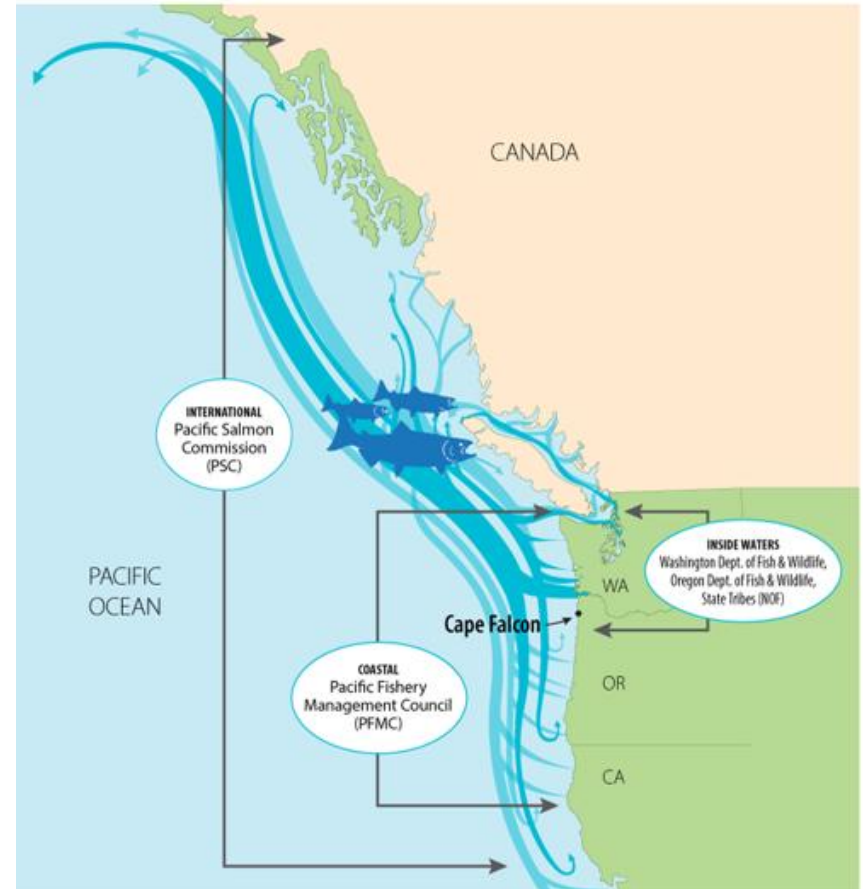 CANADA
INTERNATIONAL
Pacific Salmon
Commission
(PSC)
PACIFIC
OCEAN
INSIDE WATERS
Washington Dept. of Fish & Wildlife,
Oregon Dept. of Fish & Wildlife,
State Tribes (NOF)
WA
Cape Falcon
COASTAL
Pacific Fishery
Management Council
(PFMC)
OR
CA